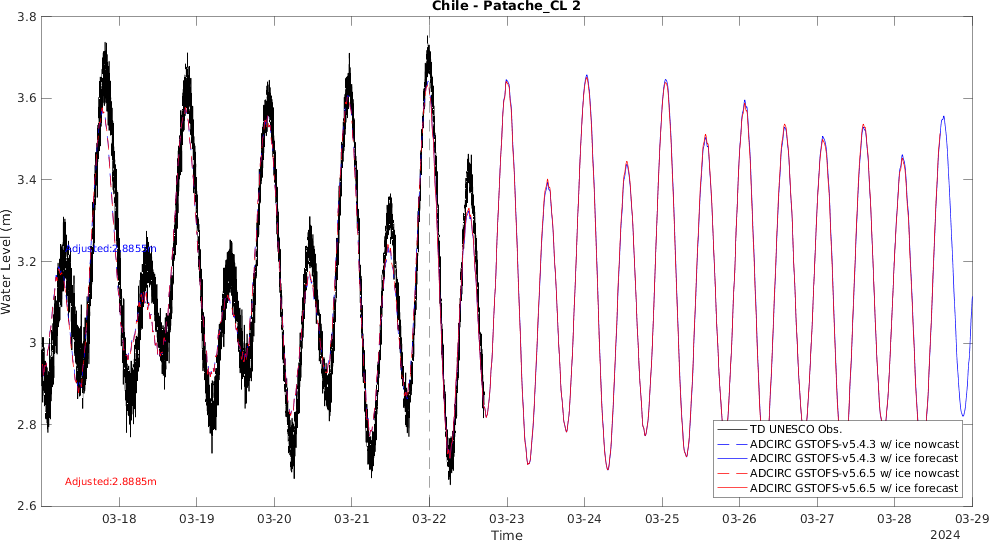 Chile - Patache_CL 2
3.8
3.6
3.4
3.2
3
2.8
2.6
Water Level (m)
Adjusted:2.8855m
Adjusted:2.8885m
TD UNESCO Obs.
ADCIRC GSTOFS-v5.4.3 w/ ice nowcast
ADCIRC GSTOFS-v5.4.3 w/ ice forecast
ADCIRC GSTOFS-v5.6.5 w/ ice nowcast
ADCIRC GSTOFS-v5.6.5 w/ ice forecast
03-18 03-19 03-20 03-21 03-22 03-23 03-24 03-25 03-26 03-27 03-28 03-29
Time
2024